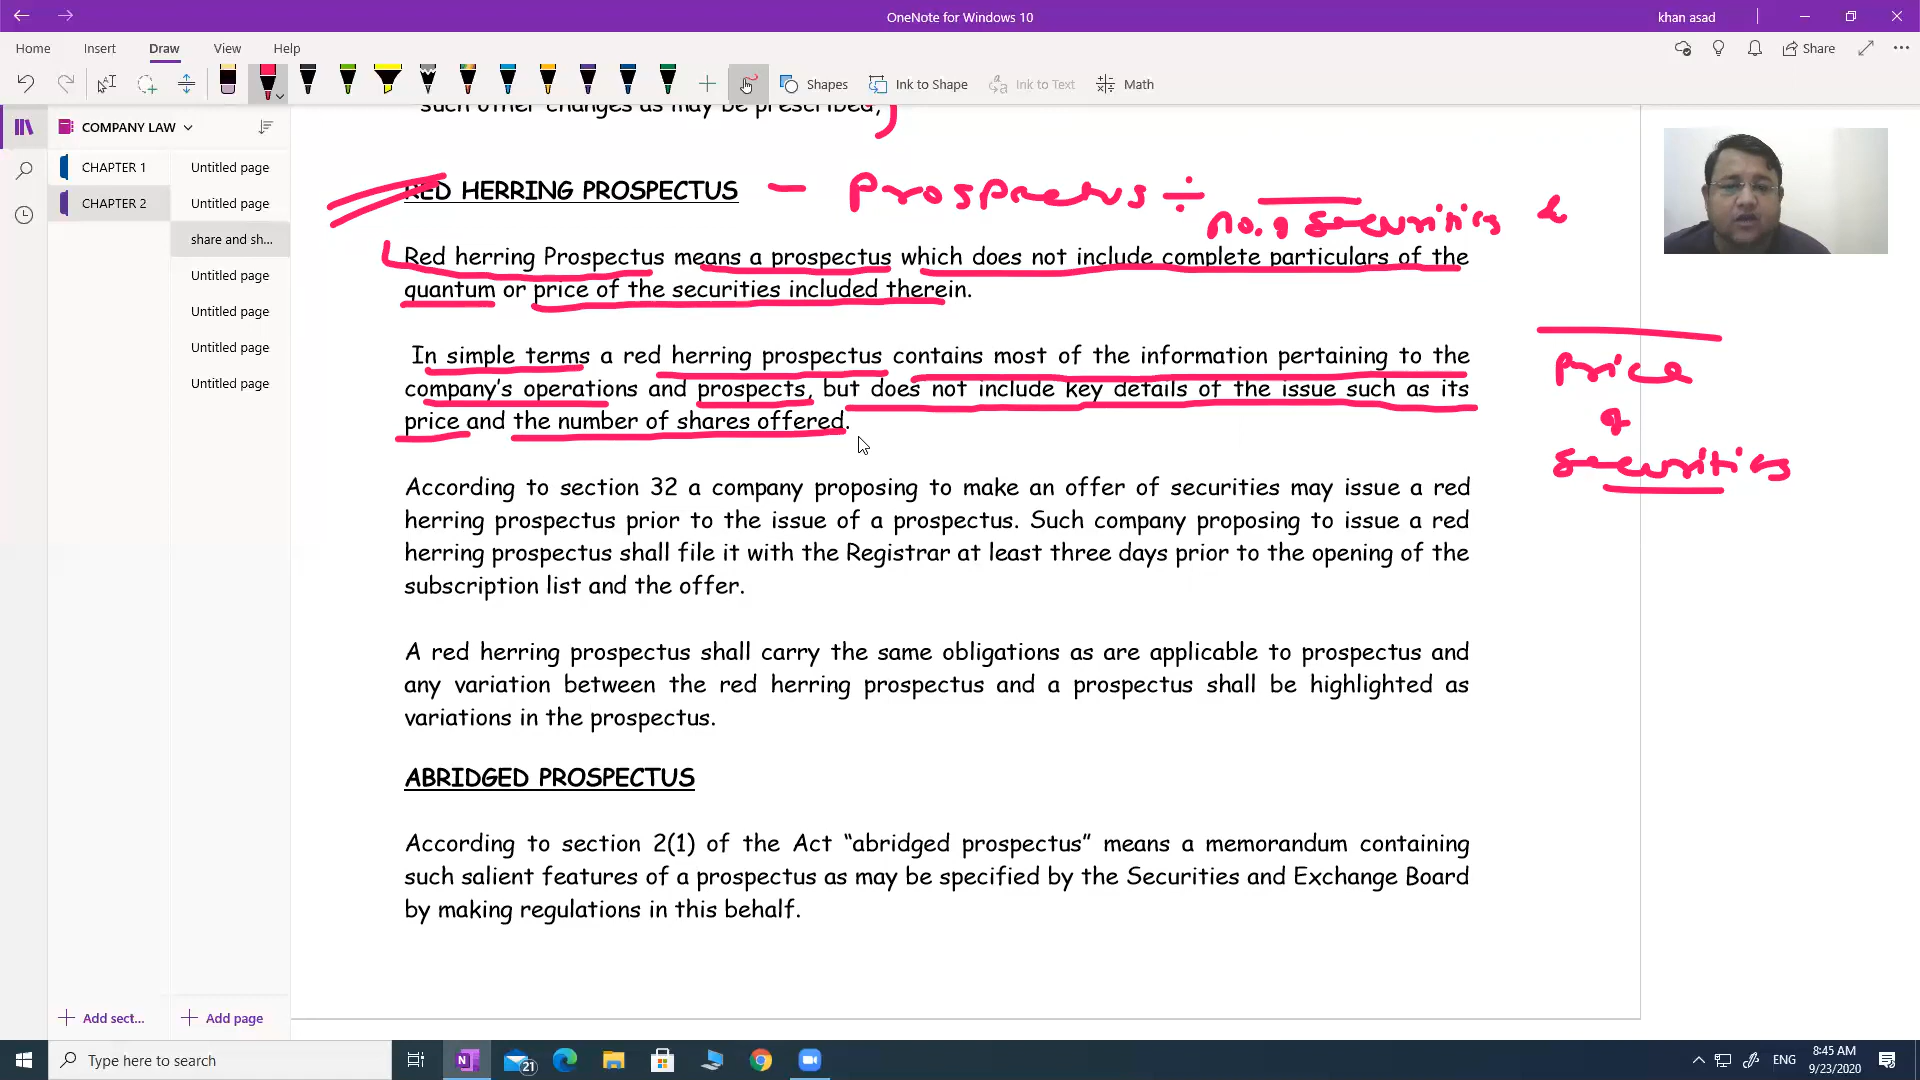 OneNote for Windows 10
khan asad
Home Insert Draw View Help
Share
Shapes Ink to Shape Ink to Text Math
COMPANY LAW
CHAPTER 1
CHAPTER 2
Untitled page
Untitled page
share and sh...
Untitled page
Untitled page
Untitled page
Untitled page
Add sect...
Add page
such other changes as may be prescribed;
RED HERRING PROSPECTUS - Prospectus ÷
no. of securities &
Red herring Prospectus means a prospectus which does not include complete particulars of the
quantum or price of the securities included therein.
In simple terms a red herring prospectus contains most of the information pertaining to the
company's operations and prospects, but does not include key details of the issue such as its
price and the number of shares offered.
Price
of
securities
According to section 32 a company proposing to make an offer of securities may issue a red
herring prospectus prior to the issue of a prospectus. Such company proposing to issue a red
herring prospectus shall file it with the Registrar at least three days prior to the opening of the
subscription list and the offer.
A red herring prospectus shall carry the same obligations as are applicable to prospectus and
any variation between the red herring prospectus and a prospectus shall be highlighted as
variations in the prospectus.
ABRIDGED PROSPECTUS
According to section 2(1) of the Act “abridged prospectus” means a memorandum containing
such salient features of a prospectus as may be specified by the Securities and Exchange Board
by making regulations in this behalf.
Type here to search
21
ENG
8:45 AM
9/23/2020